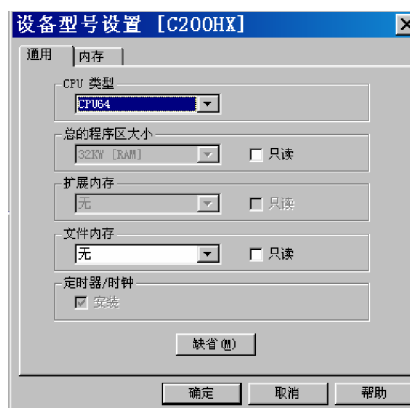 设备型号设置 [C200HX]
通用 内存
CPU 类型
CPU64
总的程序区大小
32KW [RAM] 只读
扩展内存
无 只读
文件内存
无 只读
定时器/时钟
安装
缺省(M)
确定 取消 帮助